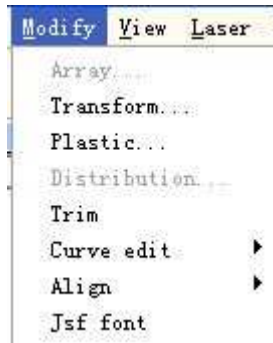 Modify View Laser
Array...
Transform...
Plastic...
Distribution...
Trim
Curve edit
Align
Jsf font